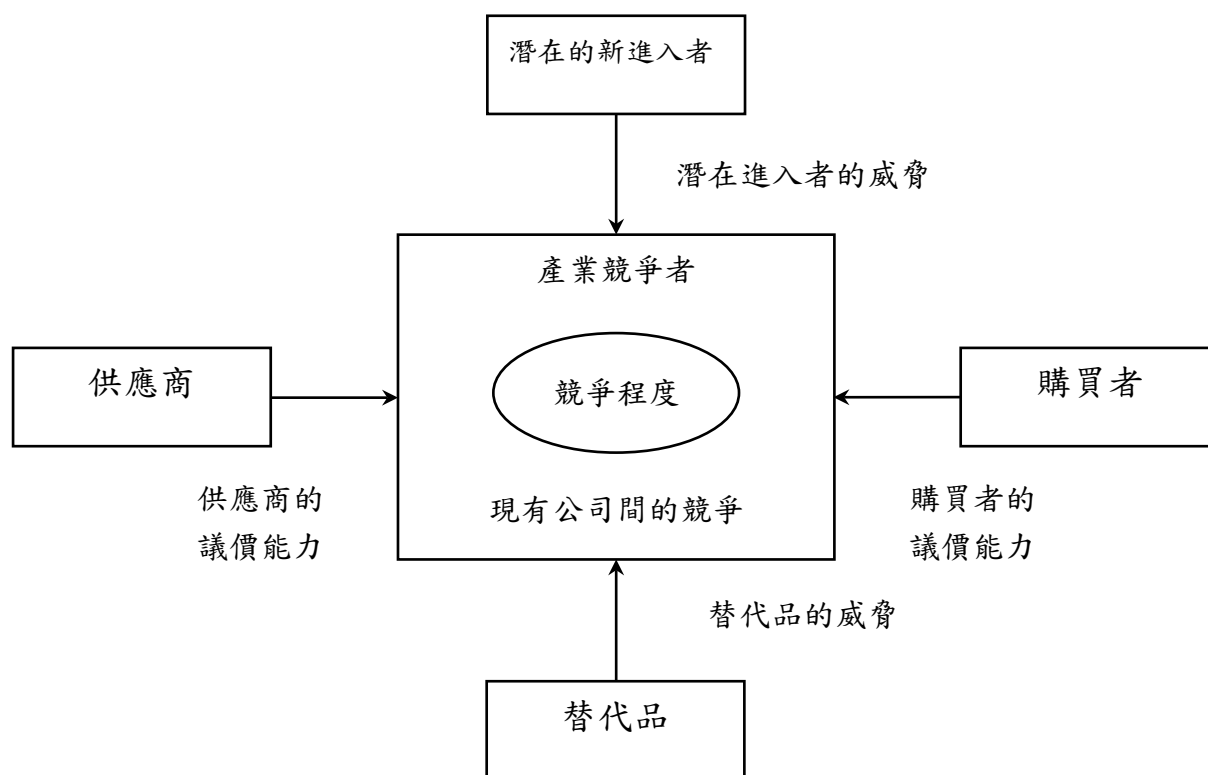 潛在的新進入者
潛在進入者的威脅
產業競爭者
供應商
競爭程度
購買者
供應商的
議價能力
現有公司間的競爭
購買者的
議價能力
替代品的威脅
替代品